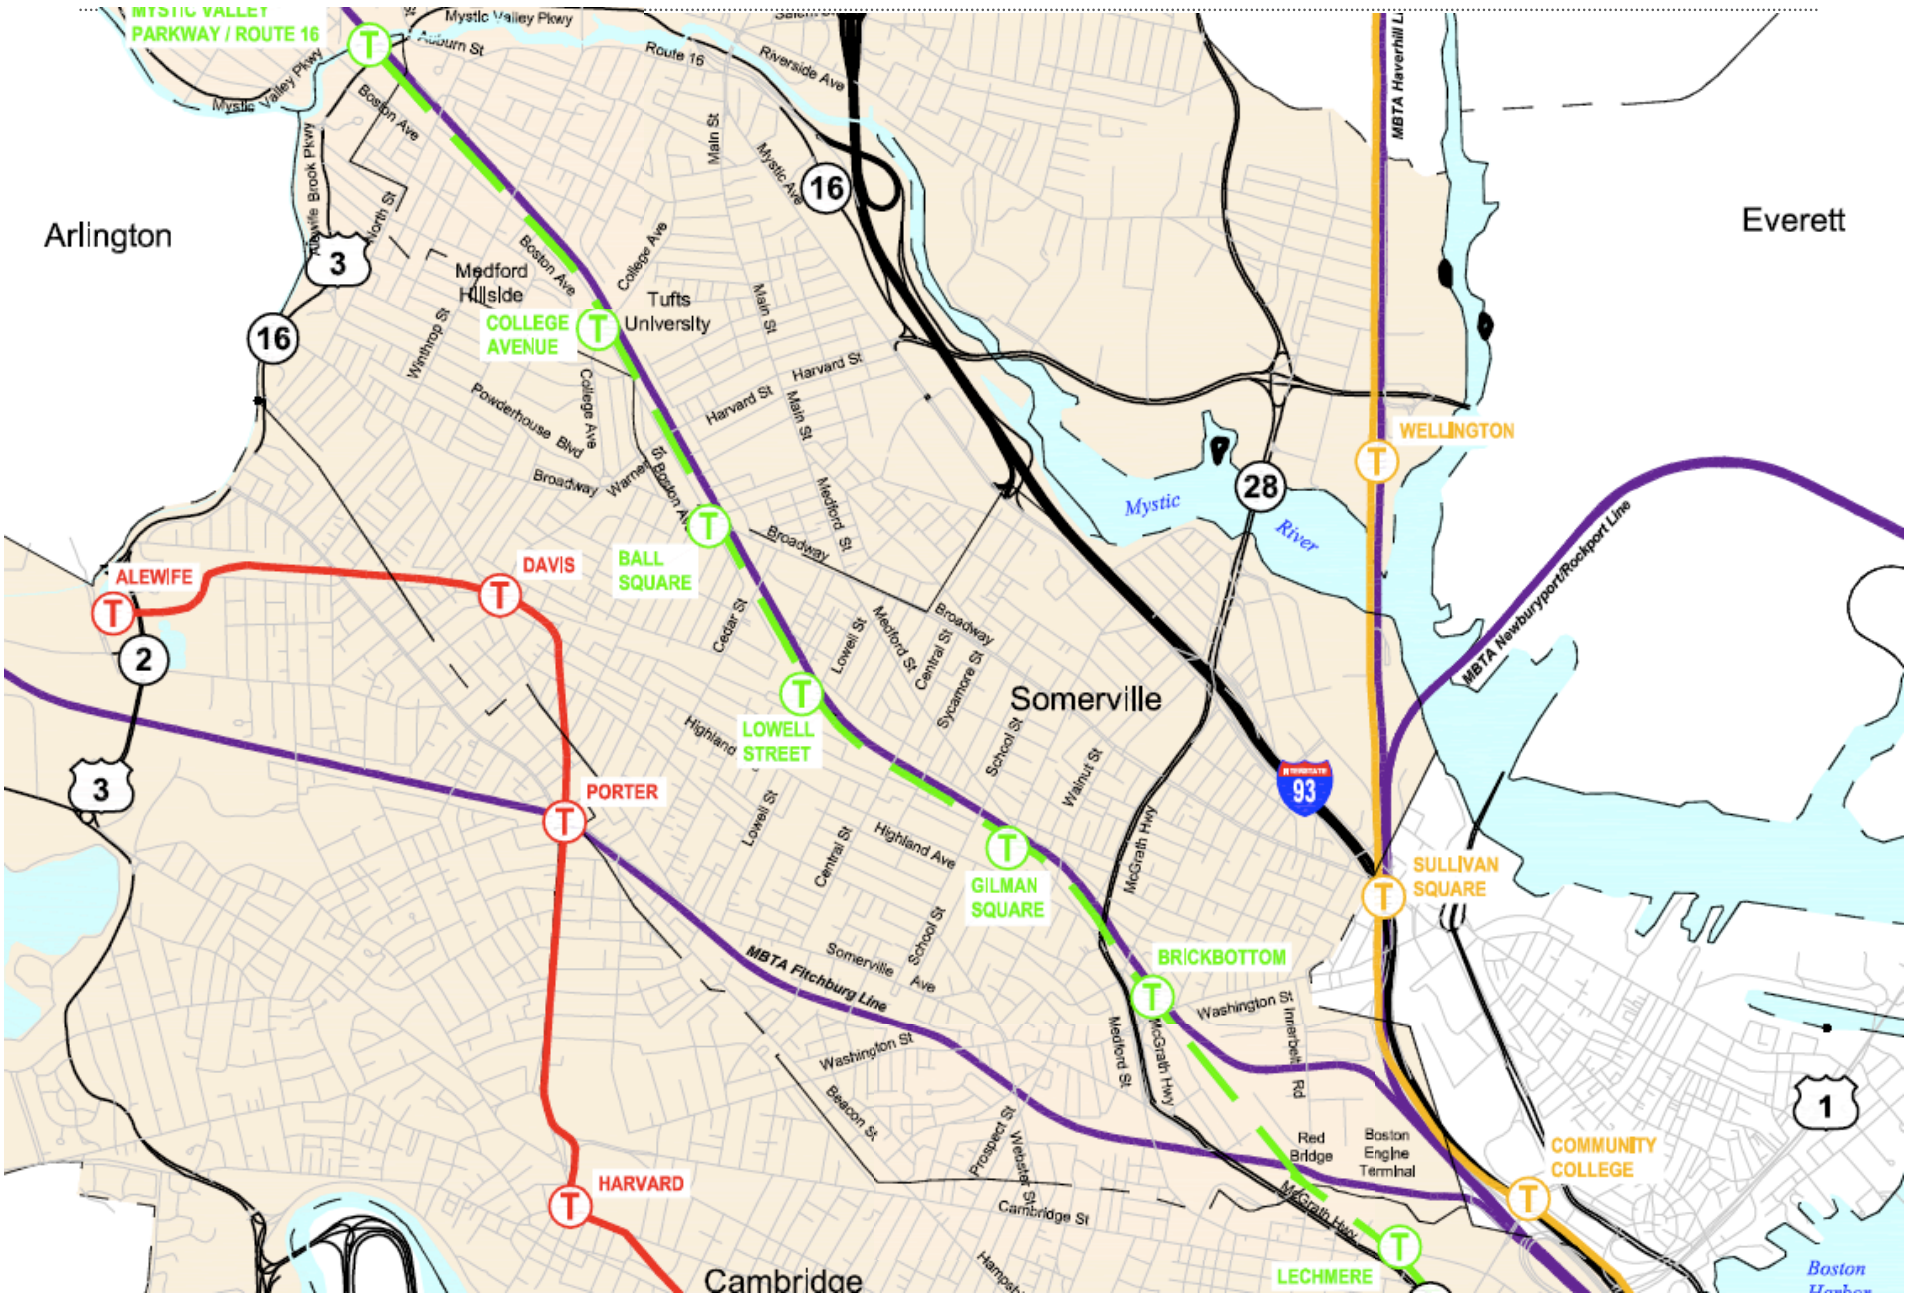 MYSTIC VALLEY
PARKWAY / ROUTE 16
T
Mystic Valley Pkwy
Auburn St
Route 16
Riverside Ave
Mystic Valley Pkwy
Boston Ave
Alewife Brook Pkwy
North St
Main St
Mystic Ave
16
MBTA Haverhill
Arlington
Everett
3
16
Medford
Hillside
Boston Ave
College Ave
Tufts
University
Main St
COLLEGE
AVENUE
T
Winthrop St
Powderhouse Blvd
College Ave
Harvard St
Harvard St
Main St
Broadway
Warner St
Boston Ave
Medford St
WELLINGTON
T
28
Mystic
River
MBTA Newburyport/Rockport Line
T
BALL
SQUARE
Broadway
ALEWIFE
T
DAVIS
T
2
Cedar St
Lowell St
Medford St
Central St
Broadway
Sycamore St
Somerville
T
LOWELL
STREET
Highland
School St
Walnut St
3
PORTER
T
Lowell St
Central St
Highland Ave
T
GILMAN
SQUARE
McGrath Hwy
INTERSTATE
93
SULLIVAN
SQUARE
T
School St
Somerville
Ave
MBTA Fitchburg Line
BRICKBOTTOM
T
Washington St
Innerbelt Rd
Washington St
Medford St
McGrath Hwy
Beacon St
Prospect St
Webster St
Red
Bridge
Boston
Engine
Terminal
1
COMMUNITY
COLLEGE
T
HARVARD
T
Cambridge St
McGrath Hwy
T
LECHMERE
Cambridge
Boston
Harbor